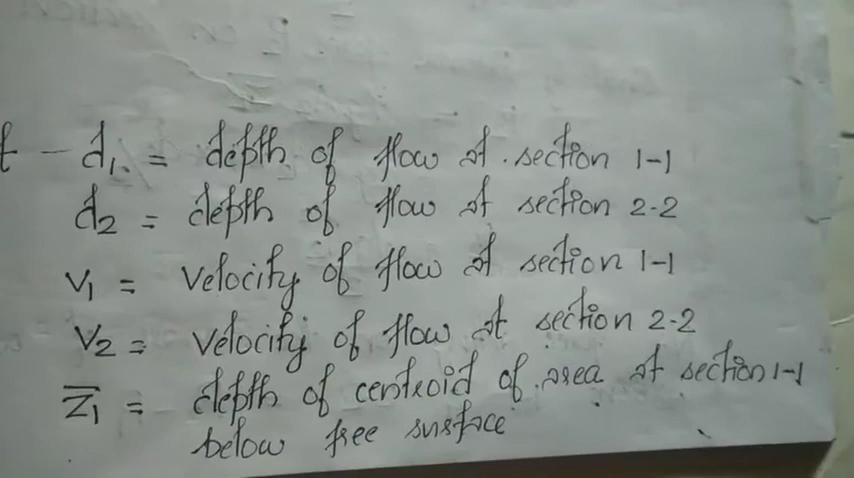 t - d1. = depth of flow at section 1-1
d2 = depth of flow at section 2-2
V1 = Velocity of flow at section 1-1
V2 = Velocity of flow at section 2-2
z̅1 = depth of centroid of area at section 1-1
below free surface